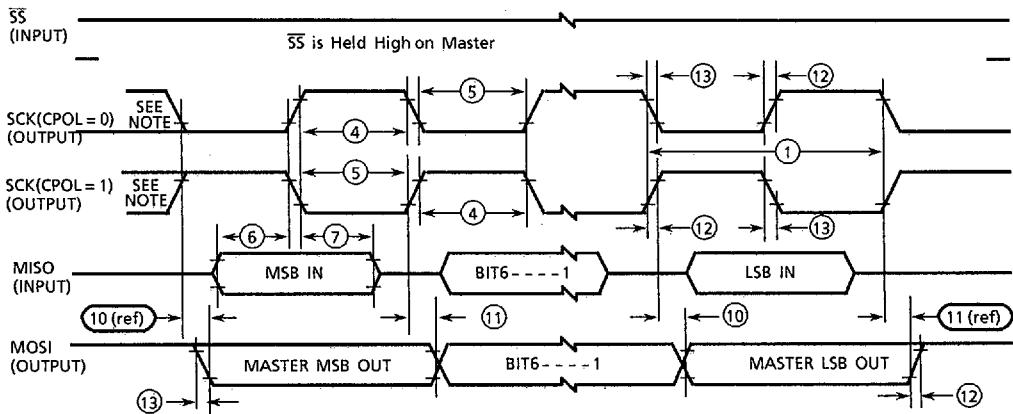 SS
(INPUT)
SS is Held High on Master
13
12
5
SEE
NOTE
SCK(CPOL = 0)
(OUTPUT)
4
1
5
SCK(CPOL = 1)
(OUTPUT)
SEE
NOTE
4
12
13
6
7
MISO
(INPUT)
MSB IN
BIT6 - - - - 1
LSB IN
10 (ref)
11
10
11 (ref)
MOSI
(OUTPUT)
MASTER MSB OUT
BIT6 - - - - 1
MASTER LSB OUT
13
12